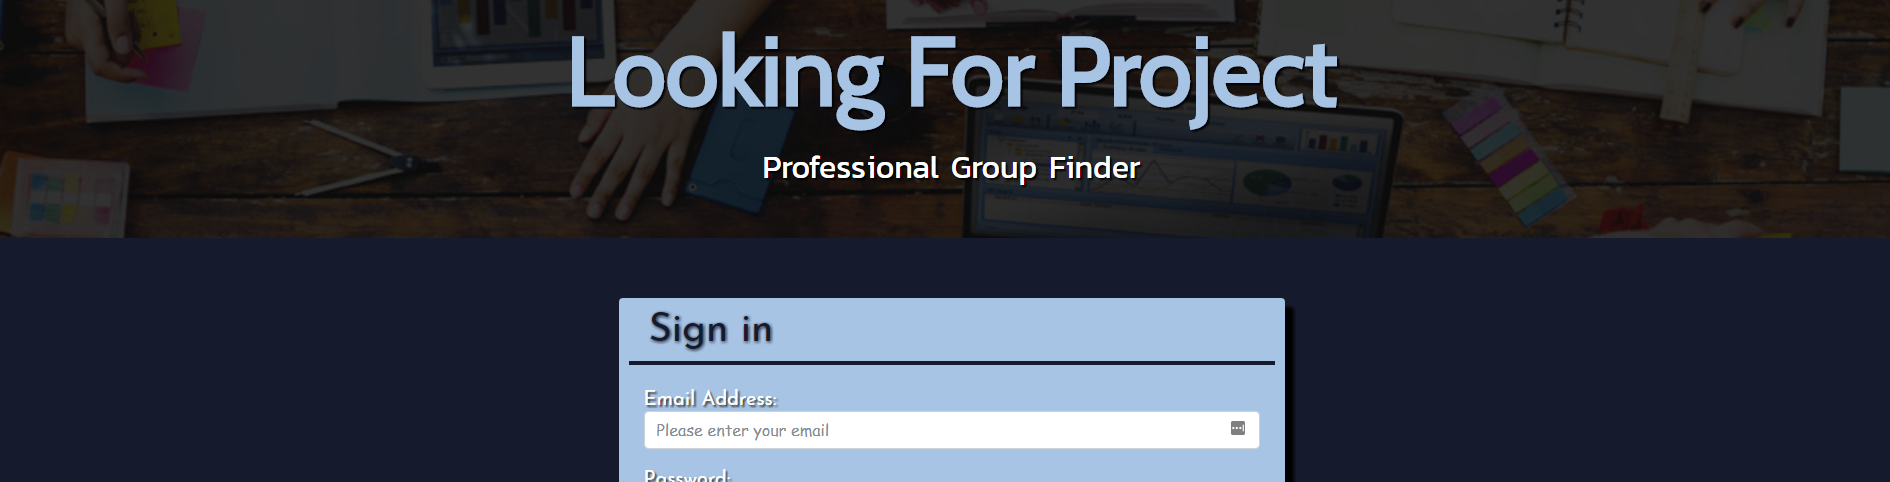 Looking For Project
Professional Group Finder
Sign in
Email Address:
Please enter your email
Password: